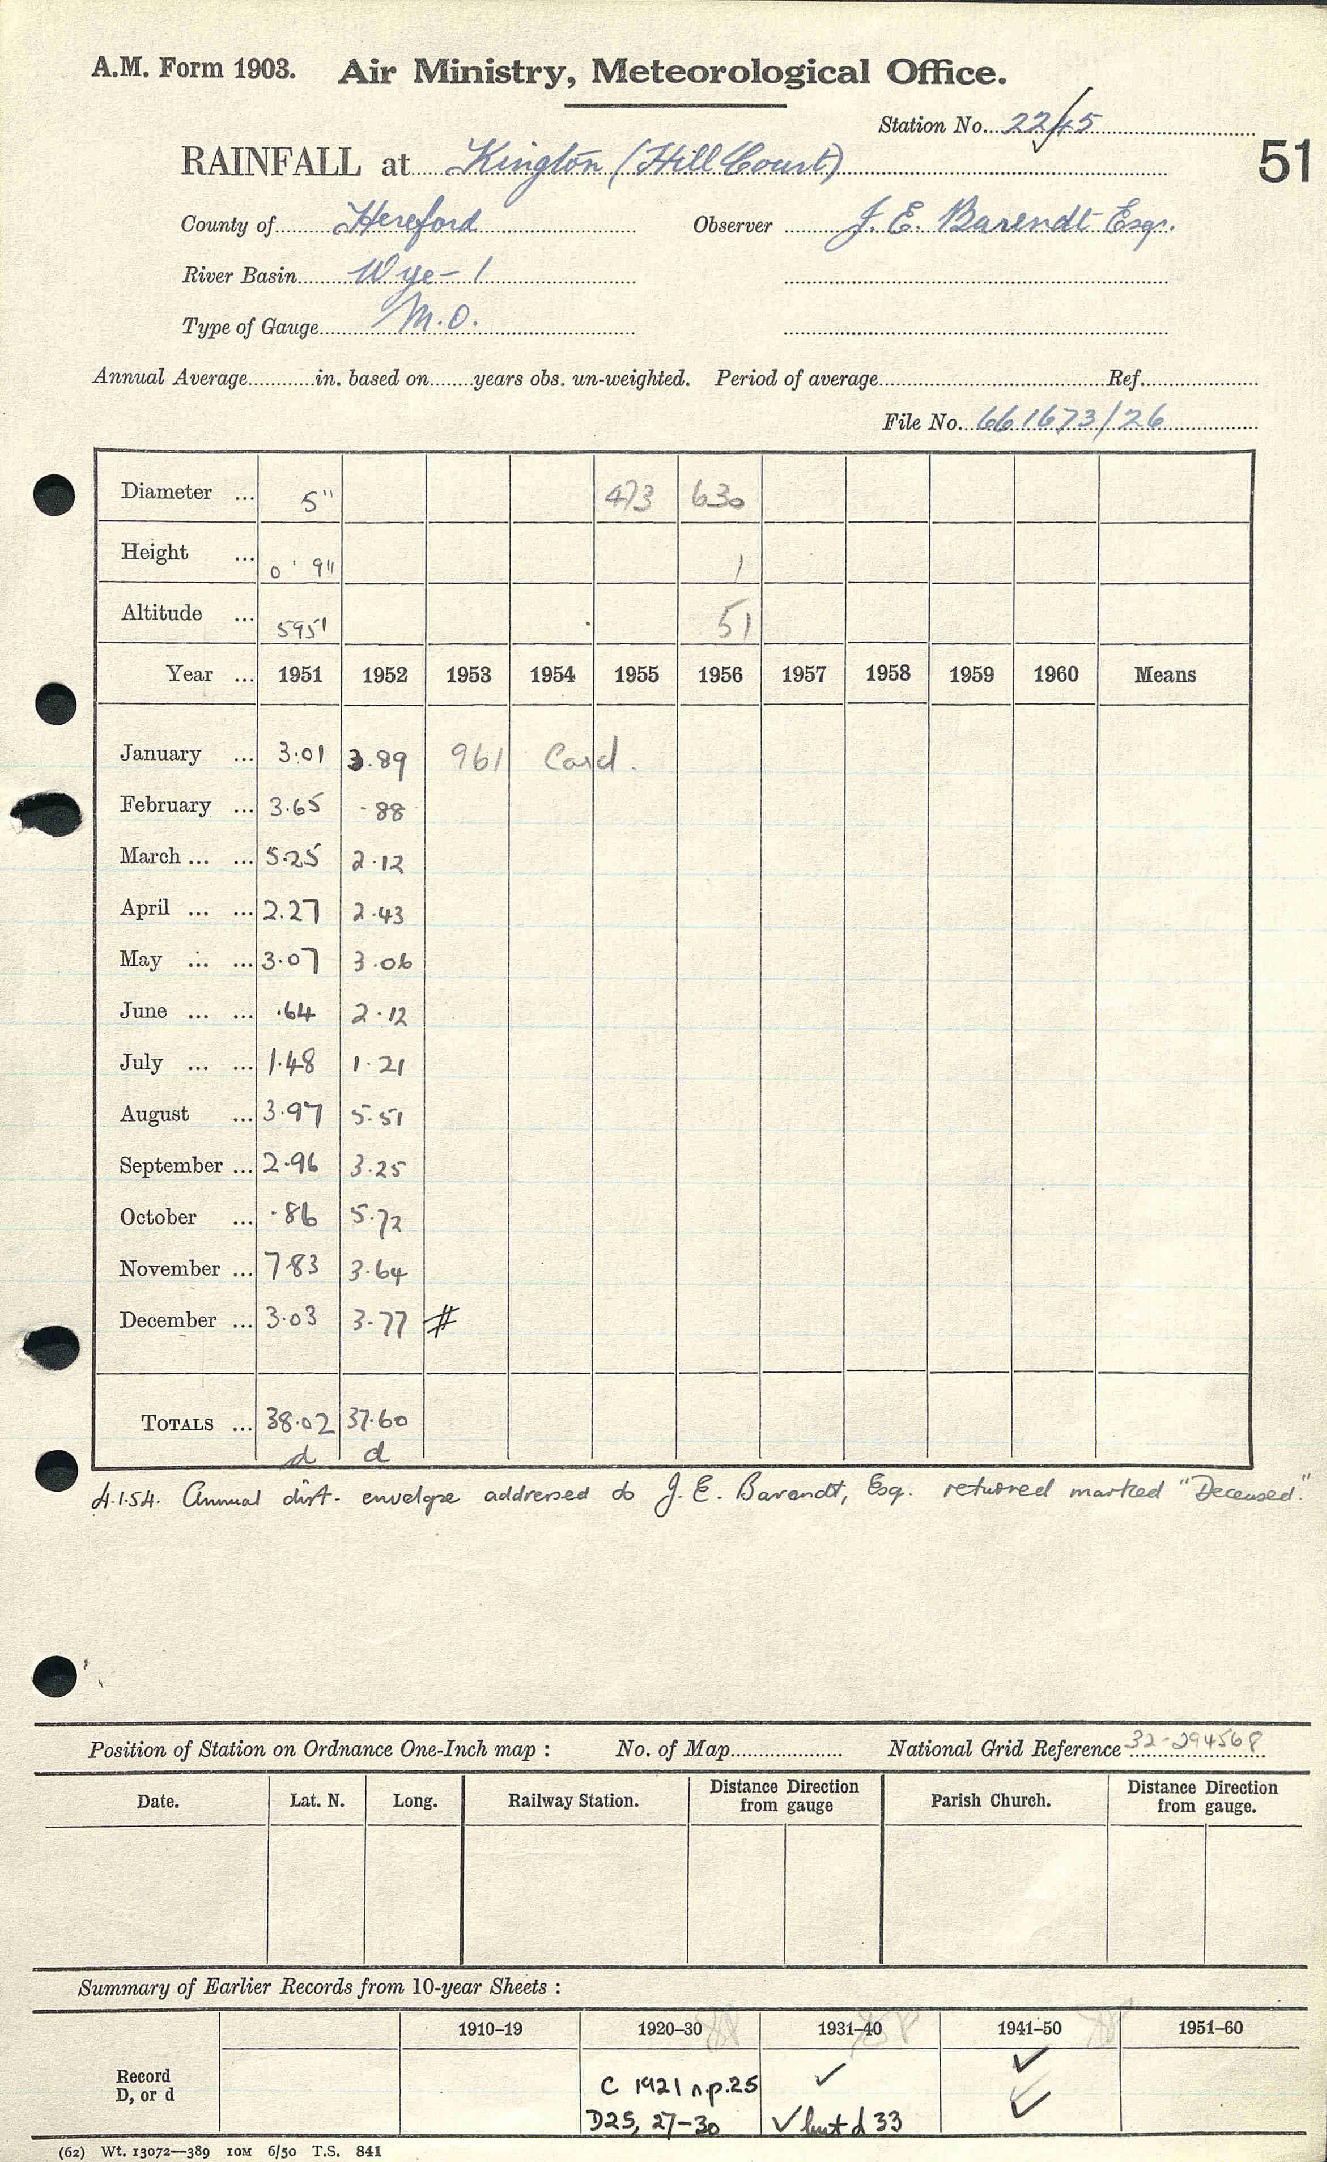 A.M. Form 1903. Air Ministry, Meteorological Office.
Station No. 22/45
51
RAINFALL at Kington (Hill Court)
County of Hereford Observer J. E. Barendt Esqr.
River Basin Wye - 1
Type of Gauge M.O.
Annual Average in. based on years obs. un-weighted. Period of average Ref.
File No. 661673/26
Diameter ... 5" 473 630
Height ... 0' 9" 1
Altitude ... 595' 51
Year ... 1951 1952 1953 1954 1955 1956 1957 1958 1959 1960 Means
January ... 3.01 3.89 961 Card.
February ... 3.65 .88
March ... ... 5.25 2.12
April ... ... 2.27 2.43
May ... ... 3.07 3.06
June ... ... .64 2.12
July ... ... 1.48 1.21
August ... 3.97 5.51
September ... 2.96 3.25
October ... .86 5.72
November ... 7.83 3.64
December ... 3.03 3.77 #
TOTALS ... 38.02 37.60
d d
4.1.54. Annual dist. envelope addressed to J. E. Barendt, Esq. returned marked "Deceased."
Position of Station on Ordnance One-Inch map : No. of Map National Grid Reference 32-294568
Date. Lat. N. Long. Railway Station. Distance Direction from gauge Parish Church. Distance Direction from gauge.
Summary of Earlier Records from 10-year Sheets :
1910-19 1920-30 1931-40 1941-50 1951-60
Record D, or d
C 1921 n p.25 ✓ ✓
D25, 27-30 ✓ but d 33 ✓
(62) Wt. 13072—389 10M 6/50 T.S. 841